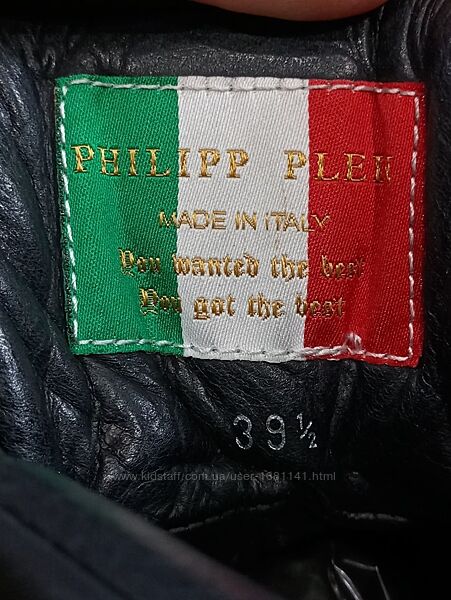 PHILIPP PLEIN
MADE IN iTALY
You wanted the best
You got the best
39½
www.kidstaff.com.ua/user-1681141.html